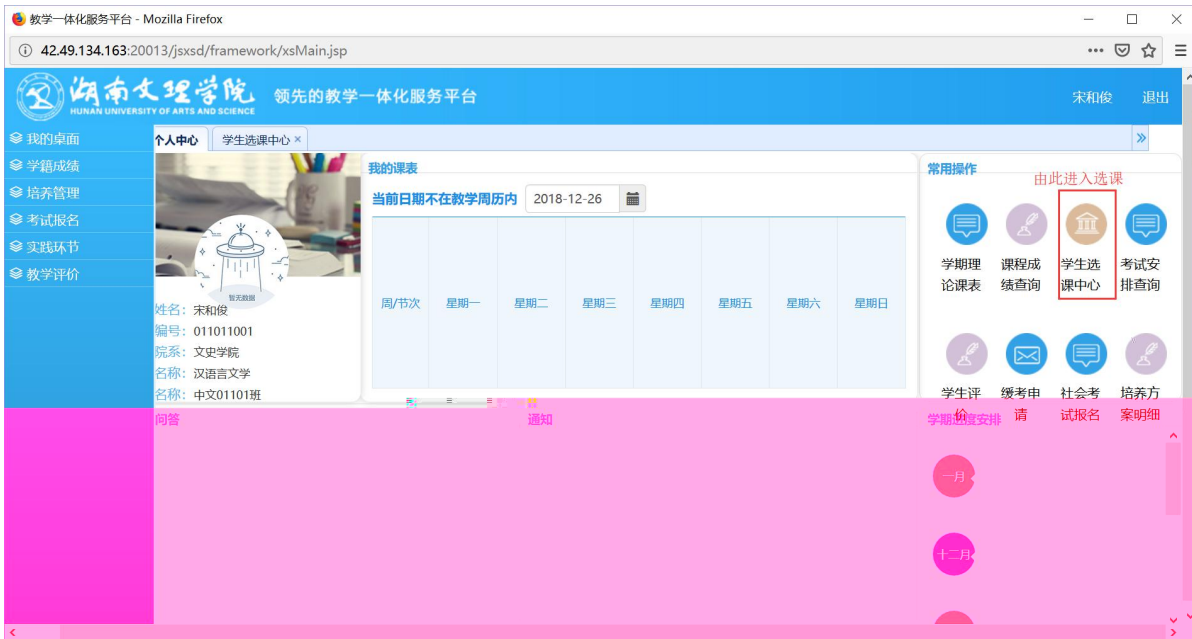 教学一体化服务平台 - Mozilla Firefox
42.49.134.163:20013/jsxsd/framework/xsMain.jsp
湖南文理学院
HUNAN UNIVERSITY OF ARTS AND SCIENCE
领先的教学一体化服务平台
宋和俊 退出
我的桌面
学籍成绩
培养管理
考试报名
实践环节
教学评价
个人中心 学生选课中心 ×
暂无数据
姓名：宋和俊
编号：011011001
院系：文史学院
名称：汉语言文学
名称：中文01101班
我的课表
当前日期不在教学周历内 2018-12-26
周/节次 星期一 星期二 星期三 星期四 星期五 星期六 星期日
常用操作
由此进入选课
学期理论课表
课程成绩查询
学生选课中心
考试安排查询
学生评价
缓考申请
社会考试报名
培养方案明细
问答
通知
学期进度安排
一月
十二月